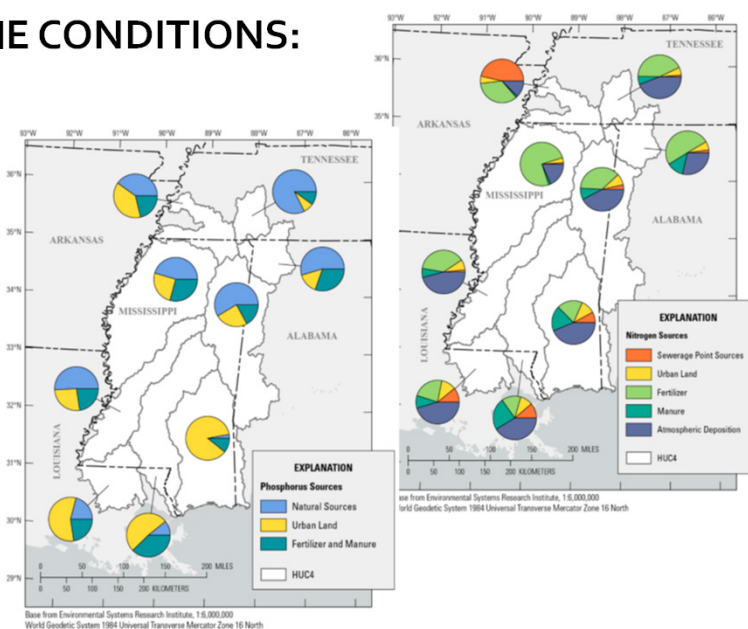 IE CONDITIONS:
93°W 92°W 91°W 90°W 89°W 88°W 87°W 86°W
TENNESSEE
36°N
35°N
ARKANSAS
MISSISSIPPI
ALABAMA
LOUISIANA
EXPLANATION
Nitrogen Sources
Sewerage Point Sources
Urban Land
Fertilizer
Manure
Atmospheric Deposition
HUC4
0 50 100 150 200 MILES
0 50 100 150 200 KILOMETERS
ase from Environmental Systems Research Institute, 1:6,000,000
orld Geodetic System 1984 Universal Transverse Mercator Zone 16 North
93°W 92°W 91°W 90°W 89°W 88°W 87°W 86°W
TENNESSEE
36°N
ARKANSAS
35°N
34°N
MISSISSIPPI
ALABAMA
33°N
32°N
LOUISIANA
31°N
30°N
29°N
EXPLANATION
Phosphorus Sources
Natural Sources
Urban Land
Fertilizer and Manure
HUC4
0 50 100 150 200 MILES
0 50 100 150 200 KILOMETERS
Base from Environmental Systems Research Institute, 1:6,000,000
World Geodetic System 1984 Universal Transverse Mercator Zone 16 North